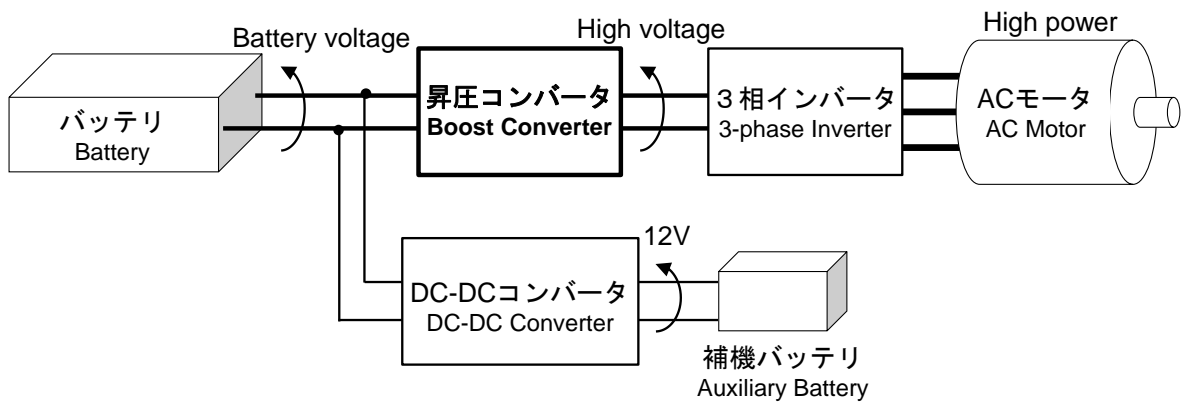 Battery voltage
High voltage
High power
バッテリ
Battery
昇圧コンバータ
Boost Converter
３相インバータ
3-phase Inverter
ACモータ
AC Motor
12V
DC-DCコンバータ
DC-DC Converter
補機バッテリ
Auxiliary Battery